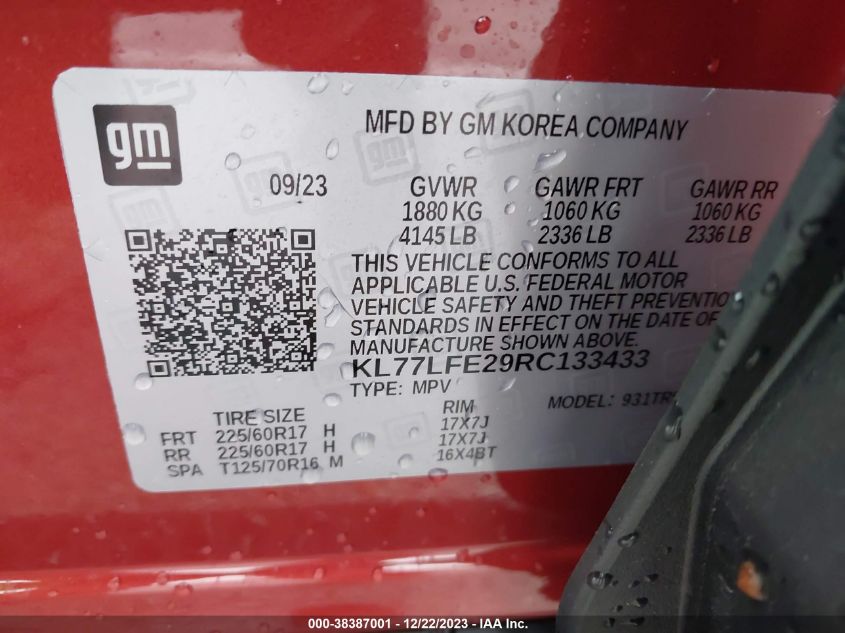 gm
MFD BY GM KOREA COMPANY
09/23
GVWR GAWR FRT GAWR RR
1880 KG 1060 KG 1060 KG
4145 LB 2336 LB 2336 LB
THIS VEHICLE CONFORMS TO ALL
APPLICABLE U.S. FEDERAL MOTOR
VEHICLE SAFETY AND THEFT PREVENTIO
STANDARDS IN EFFECT ON THE DATE OF
MANUFACTURE SHOWN ABOVE.
KL77LFE29RC133433
TYPE: MPV MODEL: 931TR
TIRE SIZE RIM
FRT 225/60R17 H 17X7J
RR 225/60R17 H 17X7J
SPA T125/70R16 M 16X4BT
000-38387001 - 12/22/2023 - IAA Inc.